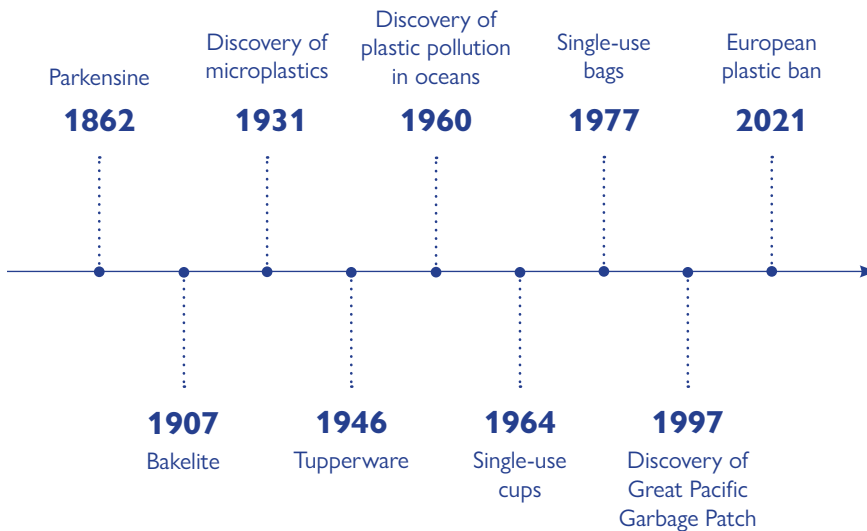 Parkensine
1862
Discovery of
microplastics
1931
Discovery of
plastic pollution
in oceans
1960
Single-use
bags
1977
European
plastic ban
2021
1907
Bakelite
1946
Tupperware
1964
Single-use
cups
1997
Discovery of
Great Pacific
Garbage Patch